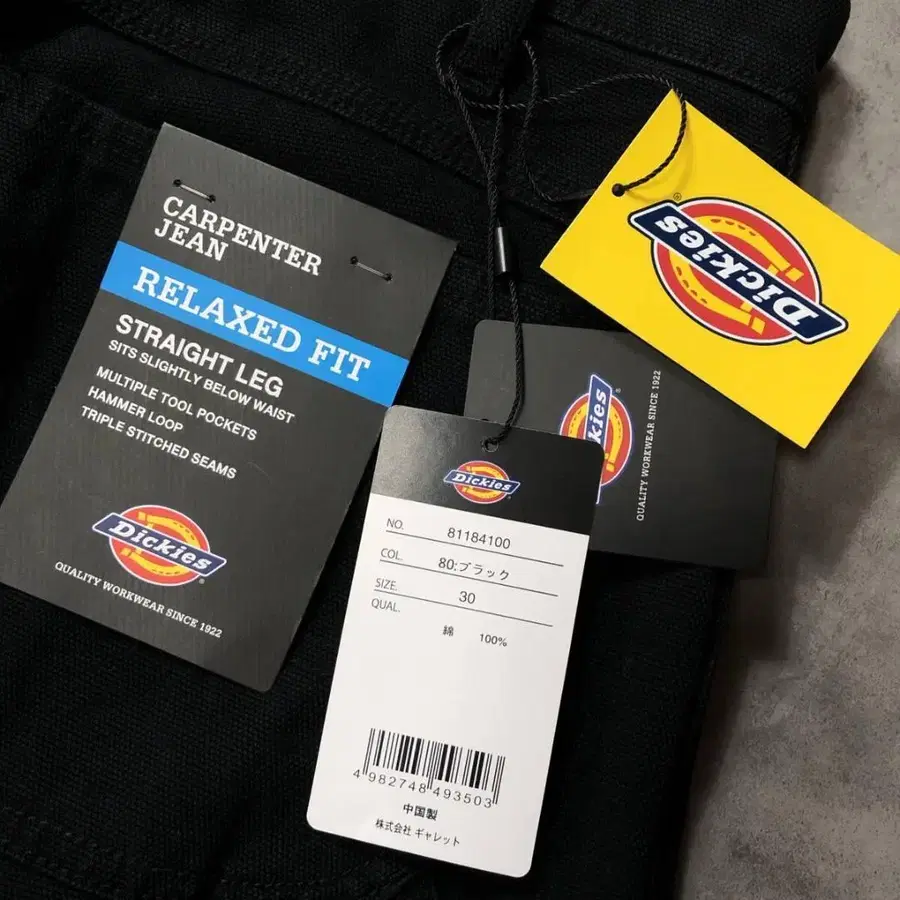 CARPENTER
JEAN
RELAXED FIT
STRAIGHT LEG
SITS SLIGHTLY BELOW WAIST
MULTIPLE TOOL POCKETS
HAMMER LOOP
TRIPLE STITCHED SEAMS
Dickies
QUALITY WORKWEAR SINCE 1922
Dickies®
kies®
QUALITY WORKWEAR SINCE 1922
Dickies
NO. 81184100
COL. 80:ブラック
SIZE. 30
QUAL.
綿 100%
4 982748 493503
中国製
株式会社 ギャレット